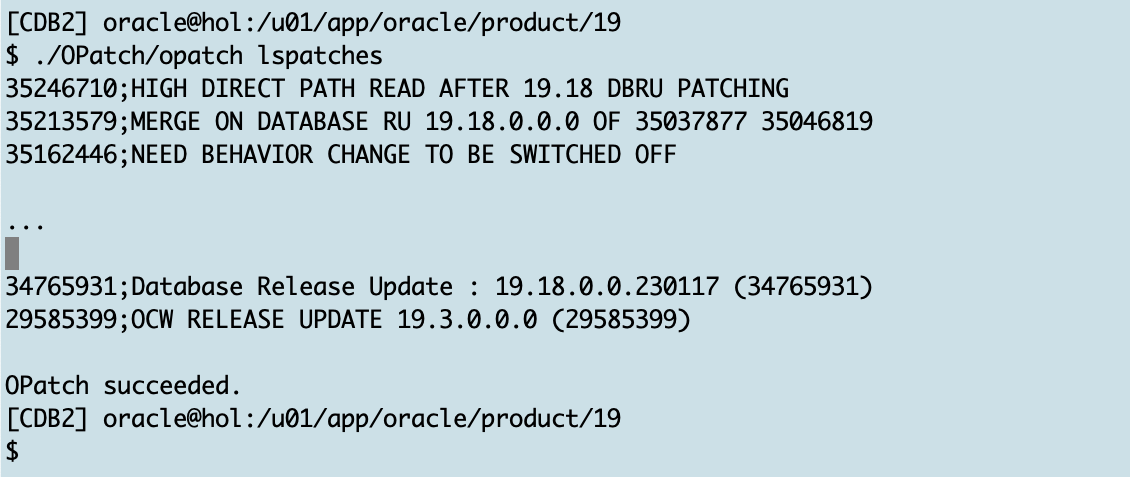 [CDB2] oracle@hol:/u01/app/oracle/product/19
$ ./OPatch/opatch lspatches
35246710;HIGH DIRECT PATH READ AFTER 19.18 DBRU PATCHING
35213579;MERGE ON DATABASE RU 19.18.0.0.0 OF 35037877 35046819
35162446;NEED BEHAVIOR CHANGE TO BE SWITCHED OFF
...
34765931;Database Release Update : 19.18.0.0.230117 (34765931)
29585399;OCW RELEASE UPDATE 19.3.0.0.0 (29585399)
OPatch succeeded.
[CDB2] oracle@hol:/u01/app/oracle/product/19
$